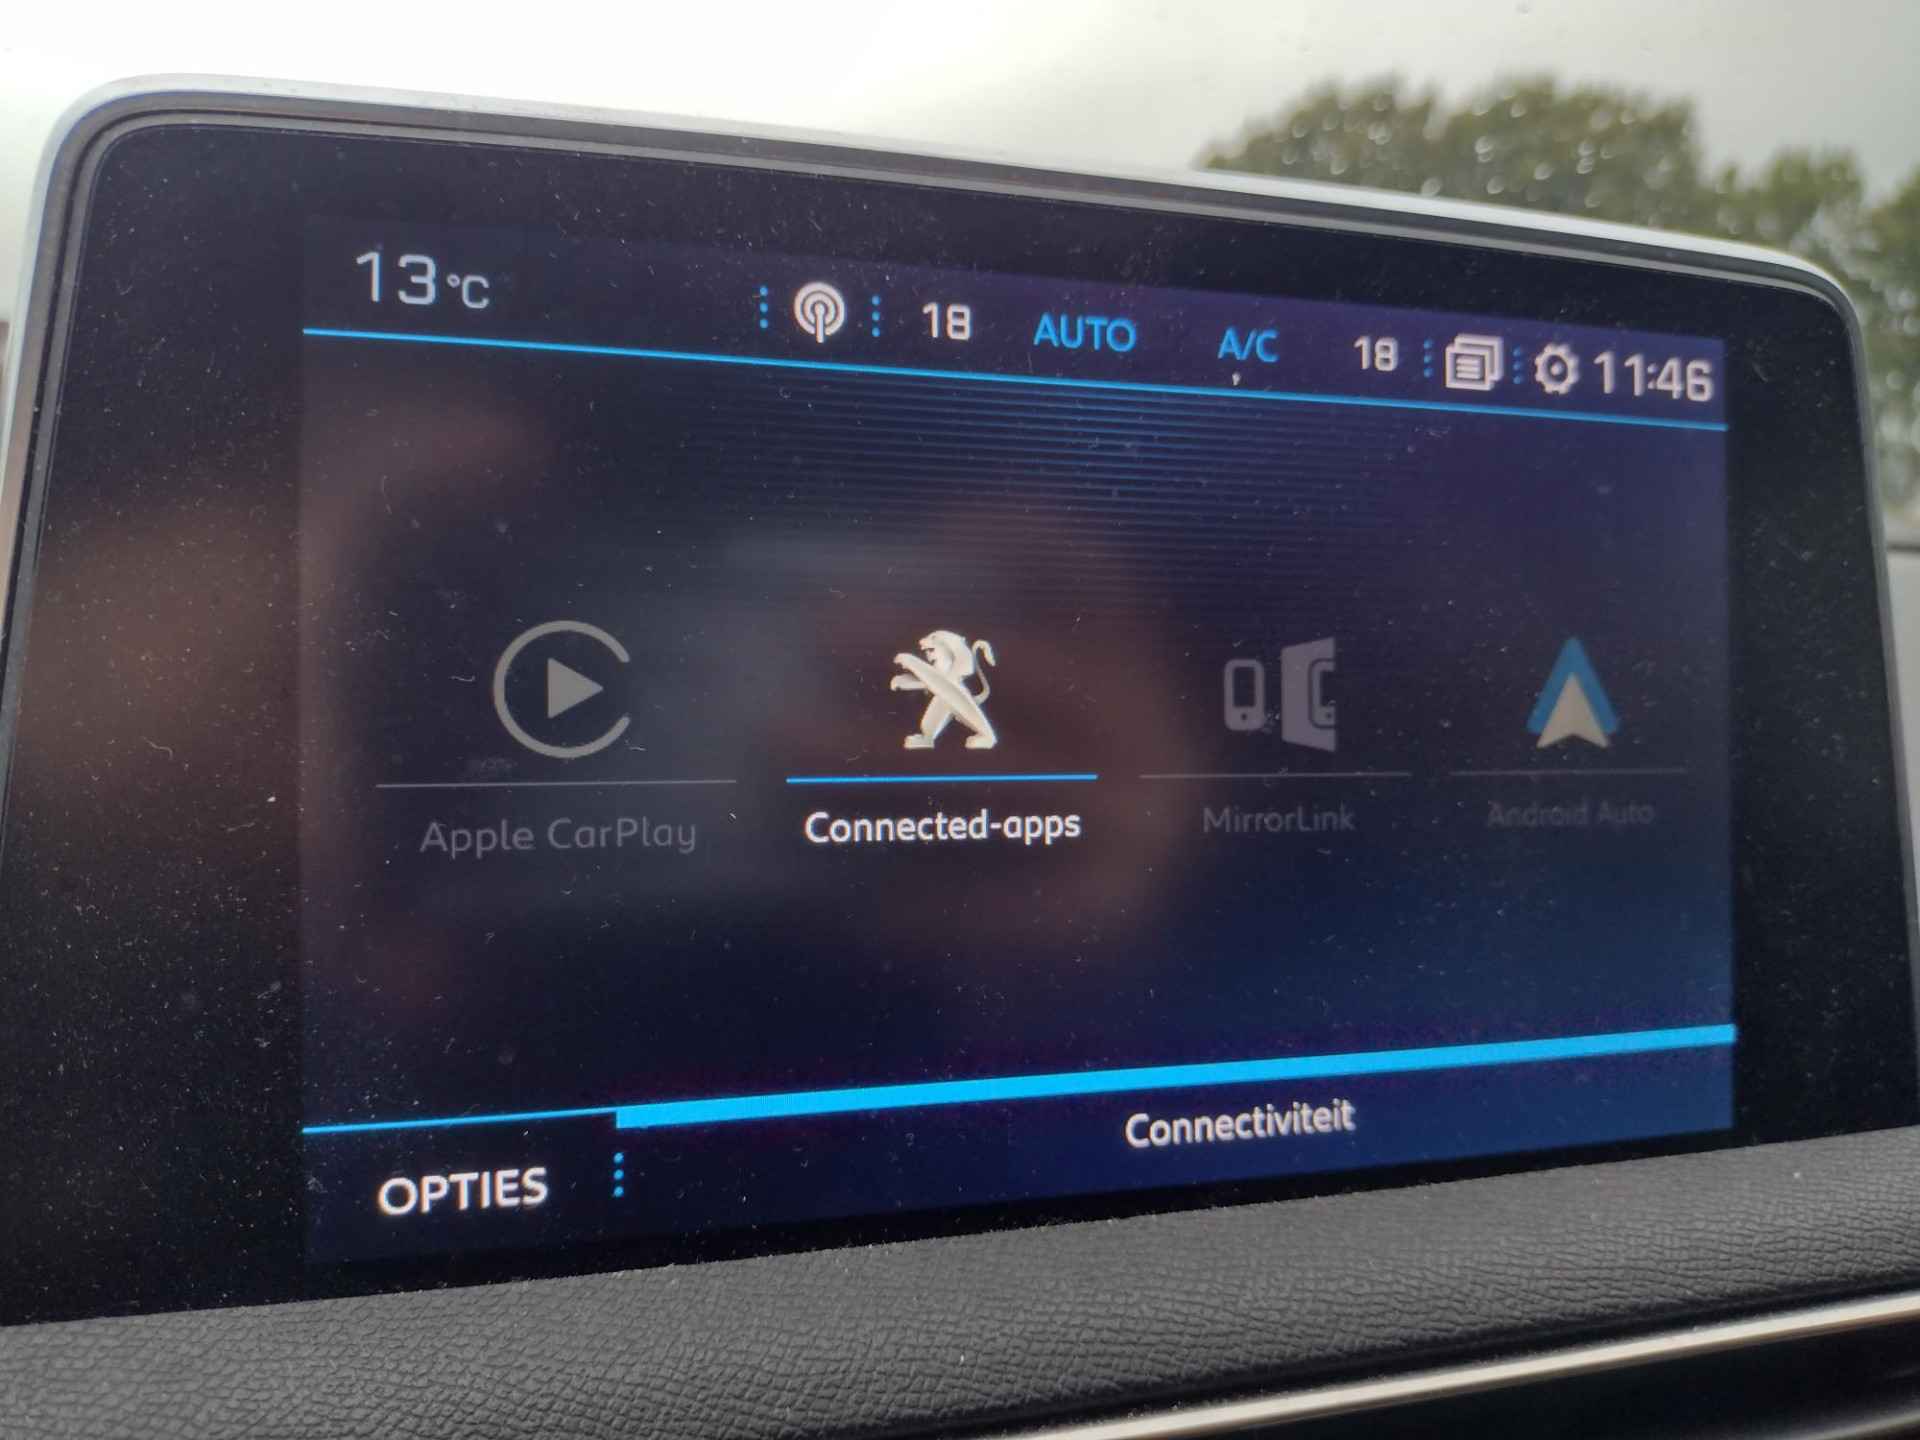 13°C 18 AUTO A/C 18 11:46
Apple CarPlay Connected-apps MirrorLink Android Auto
OPTIES Connectiviteit